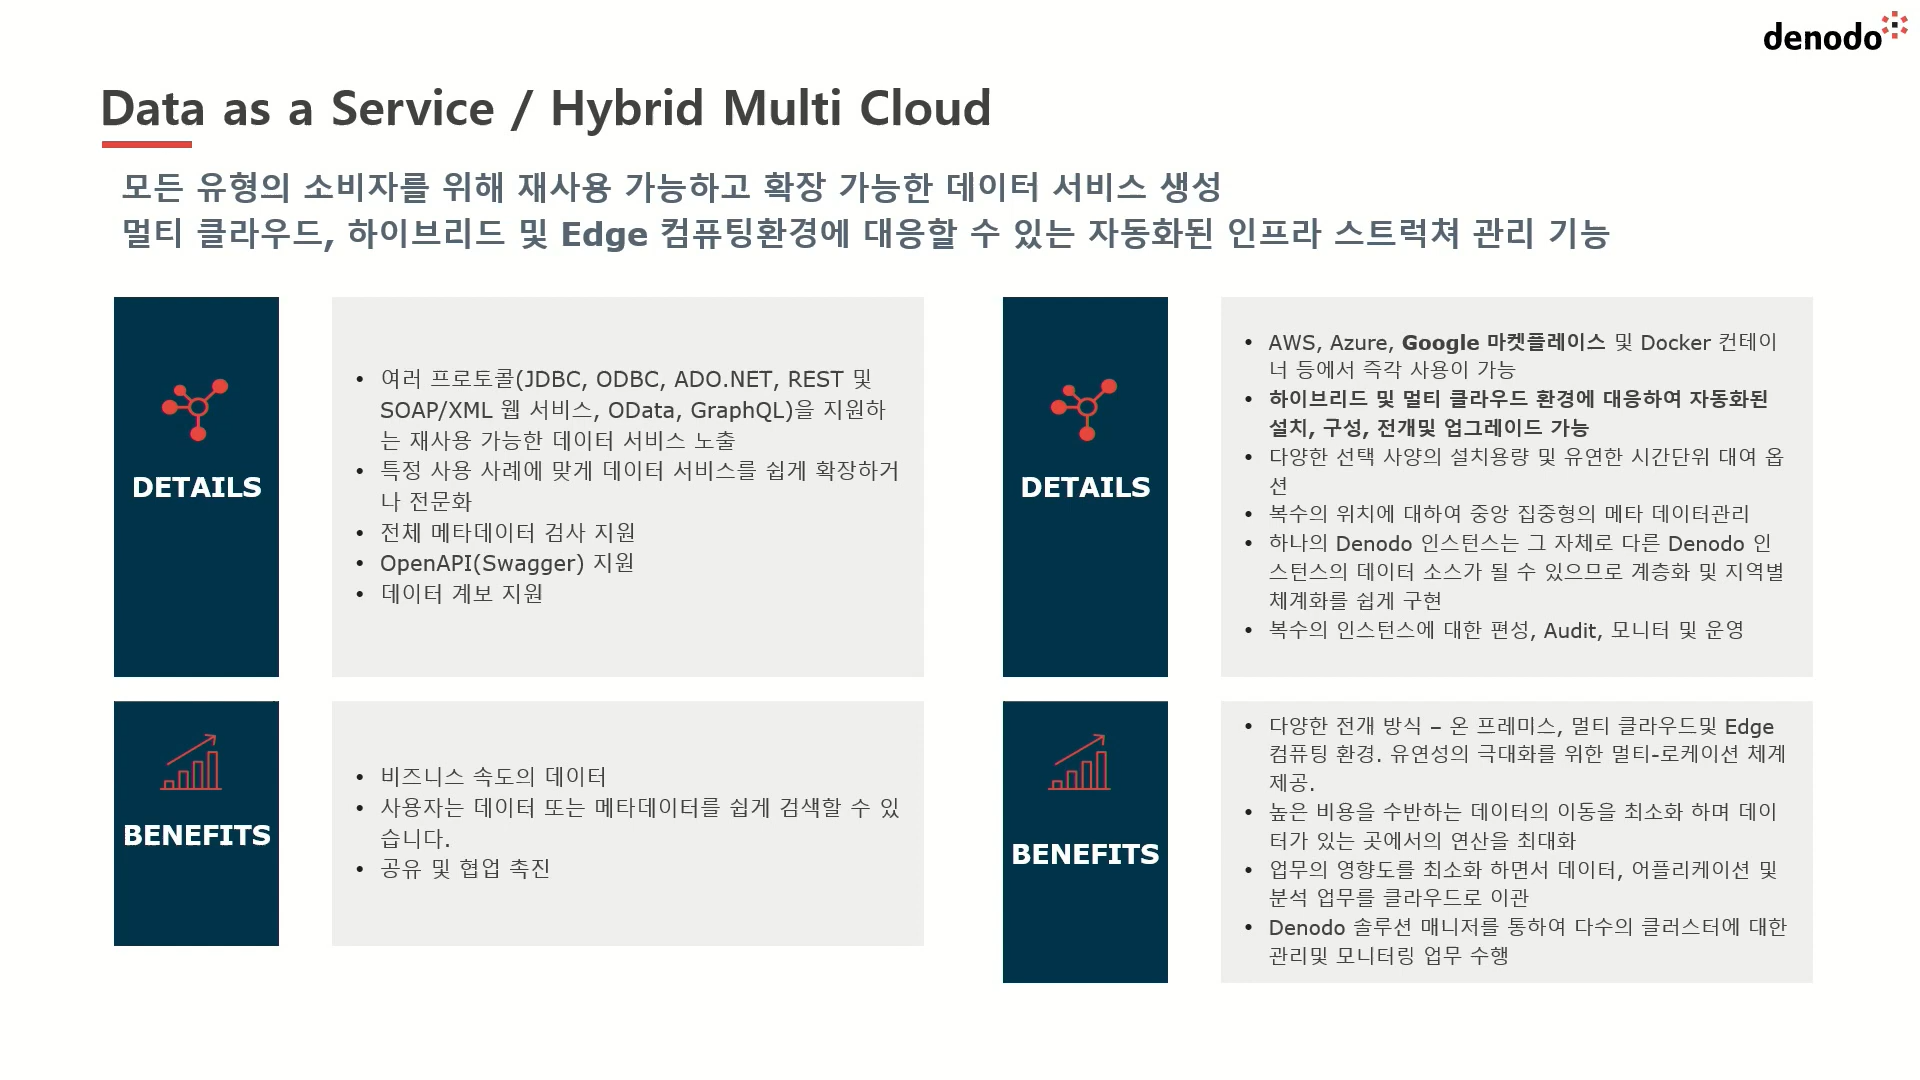 denodo
Data as a Service / Hybrid Multi Cloud
모든 유형의 소비자를 위해 재사용 가능하고 확장 가능한 데이터 서비스 생성
멀티 클라우드, 하이브리드 및 Edge 컴퓨팅환경에 대응할 수 있는 자동화된 인프라 스트럭쳐 관리 기능
DETAILS
• 여러 프로토콜(JDBC, ODBC, ADO.NET, REST 및
SOAP/XML 웹 서비스, OData, GraphQL)을 지원하
는 재사용 가능한 데이터 서비스 노출
• 특정 사용 사례에 맞게 데이터 서비스를 쉽게 확장하거
나 전문화
• 전체 메타데이터 검사 지원
• OpenAPI(Swagger) 지원
• 데이터 계보 지원
BENEFITS
• 비즈니스 속도의 데이터
• 사용자는 데이터 또는 메타데이터를 쉽게 검색할 수 있
습니다.
• 공유 및 협업 촉진
DETAILS
• AWS, Azure, Google 마켓플레이스 및 Docker 컨테이
너 등에서 즉각 사용이 가능
• 하이브리드 및 멀티 클라우드 환경에 대응하여 자동화된
설치, 구성, 전개및 업그레이드 가능
• 다양한 선택 사양의 설치용량 및 유연한 시간단위 대여 옵
션
• 복수의 위치에 대하여 중앙 집중형의 메타 데이터관리
• 하나의 Denodo 인스턴스는 그 자체로 다른 Denodo 인
스턴스의 데이터 소스가 될 수 있으므로 계층화 및 지역별
체계화를 쉽게 구현
• 복수의 인스턴스에 대한 편성, Audit, 모니터 및 운영
BENEFITS
• 다양한 전개 방식 – 온 프레미스, 멀티 클라우드및 Edge
컴퓨팅 환경. 유연성의 극대화를 위한 멀티-로케이션 체계
제공.
• 높은 비용을 수반하는 데이터의 이동을 최소화 하며 데이
터가 있는 곳에서의 연산을 최대화
• 업무의 영향도를 최소화 하면서 데이터, 어플리케이션 및
분석 업무를 클라우드로 이관
• Denodo 솔루션 매니저를 통하여 다수의 클러스터에 대한
관리및 모니터링 업무 수행